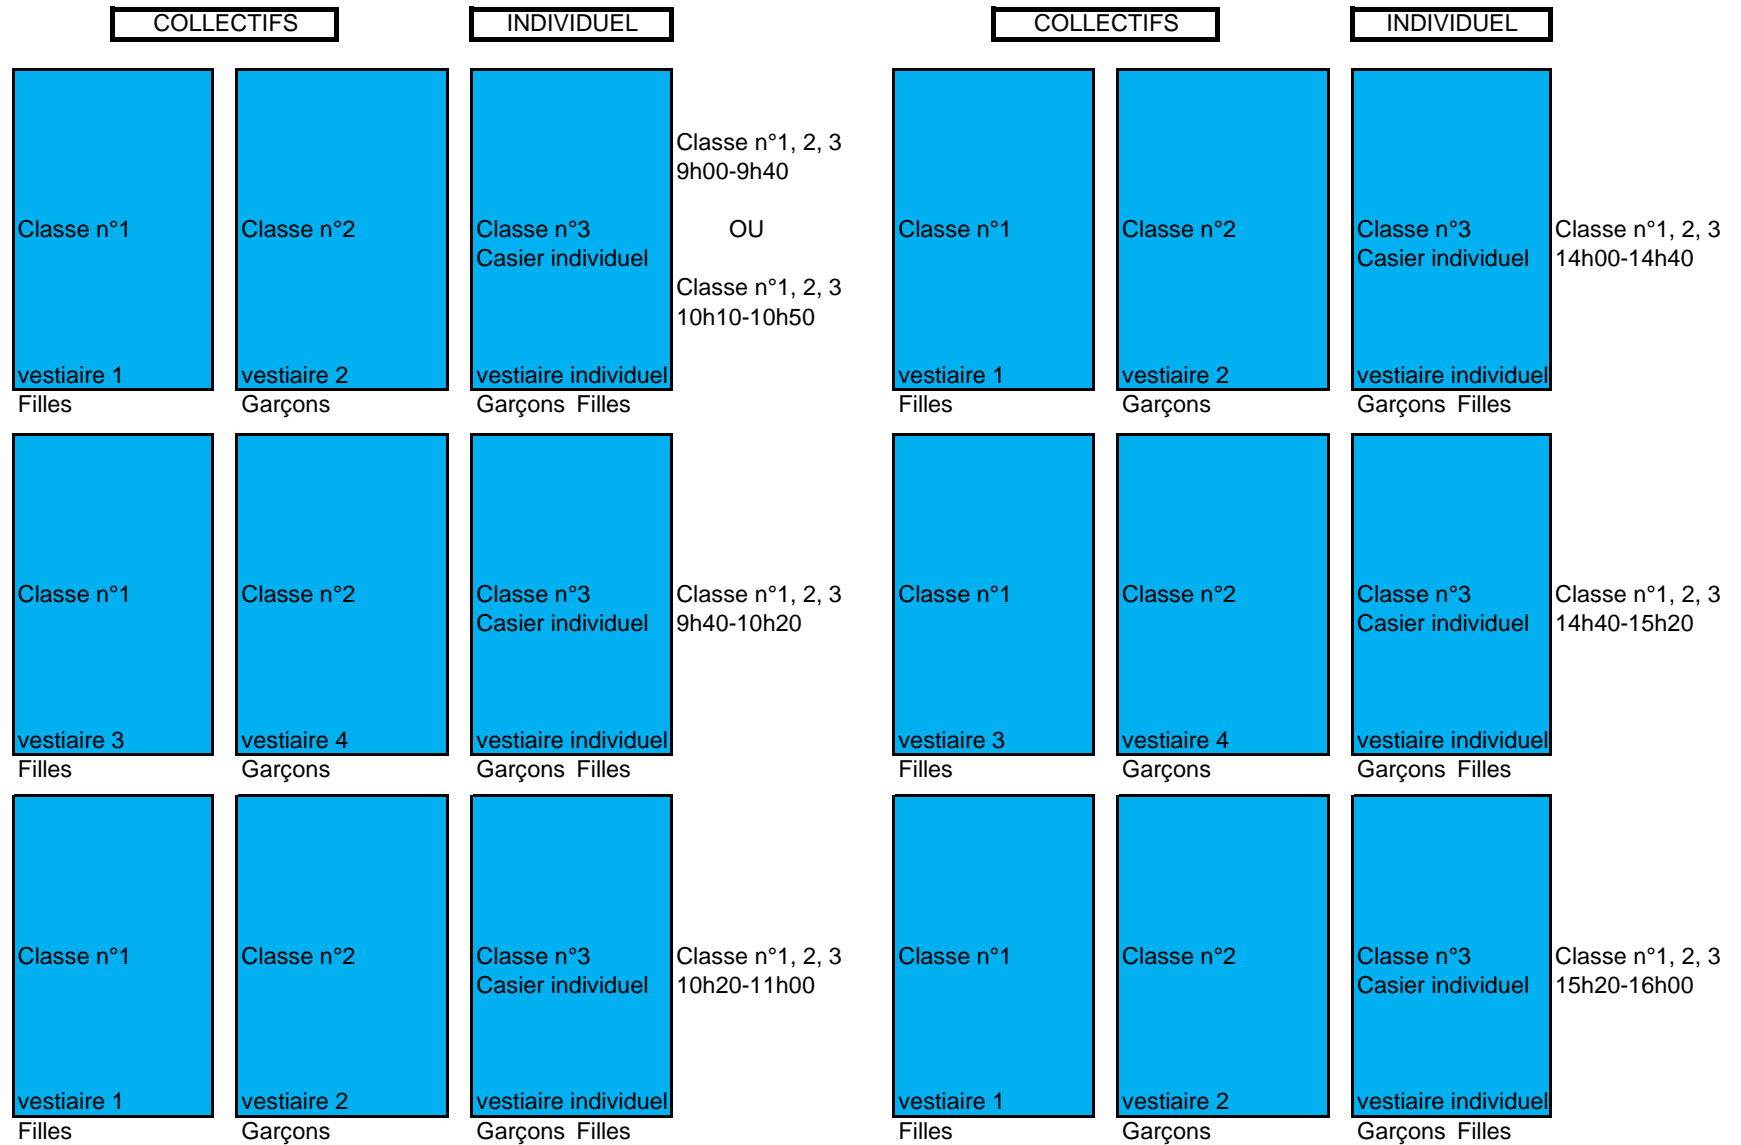 COLLECTIFS
INDIVIDUEL
COLLECTIFS
INDIVIDUEL
Classe n°1
vestiaire 1
Filles
Classe n°2
vestiaire 2
Garçons
Classe n°3
Casier individuel
vestiaire individuel
Garçons Filles
Classe n°1, 2, 3
9h00-9h40
OU
Classe n°1, 2, 3
10h10-10h50
Classe n°1
vestiaire 1
Filles
Classe n°2
vestiaire 2
Garçons
Classe n°3
Casier individuel
vestiaire individuel
Garçons Filles
Classe n°1, 2, 3
14h00-14h40
Classe n°1
vestiaire 3
Filles
Classe n°2
vestiaire 4
Garçons
Classe n°3
Casier individuel
vestiaire individuel
Garçons Filles
Classe n°1, 2, 3
9h40-10h20
Classe n°1
vestiaire 3
Filles
Classe n°2
vestiaire 4
Garçons
Classe n°3
Casier individuel
vestiaire individuel
Garçons Filles
Classe n°1, 2, 3
14h40-15h20
Classe n°1
vestiaire 1
Filles
Classe n°2
vestiaire 2
Garçons
Classe n°3
Casier individuel
vestiaire individuel
Garçons Filles
Classe n°1, 2, 3
10h20-11h00
Classe n°1
vestiaire 1
Filles
Classe n°2
vestiaire 2
Garçons
Classe n°3
Casier individuel
vestiaire individuel
Garçons Filles
Classe n°1, 2, 3
15h20-16h00